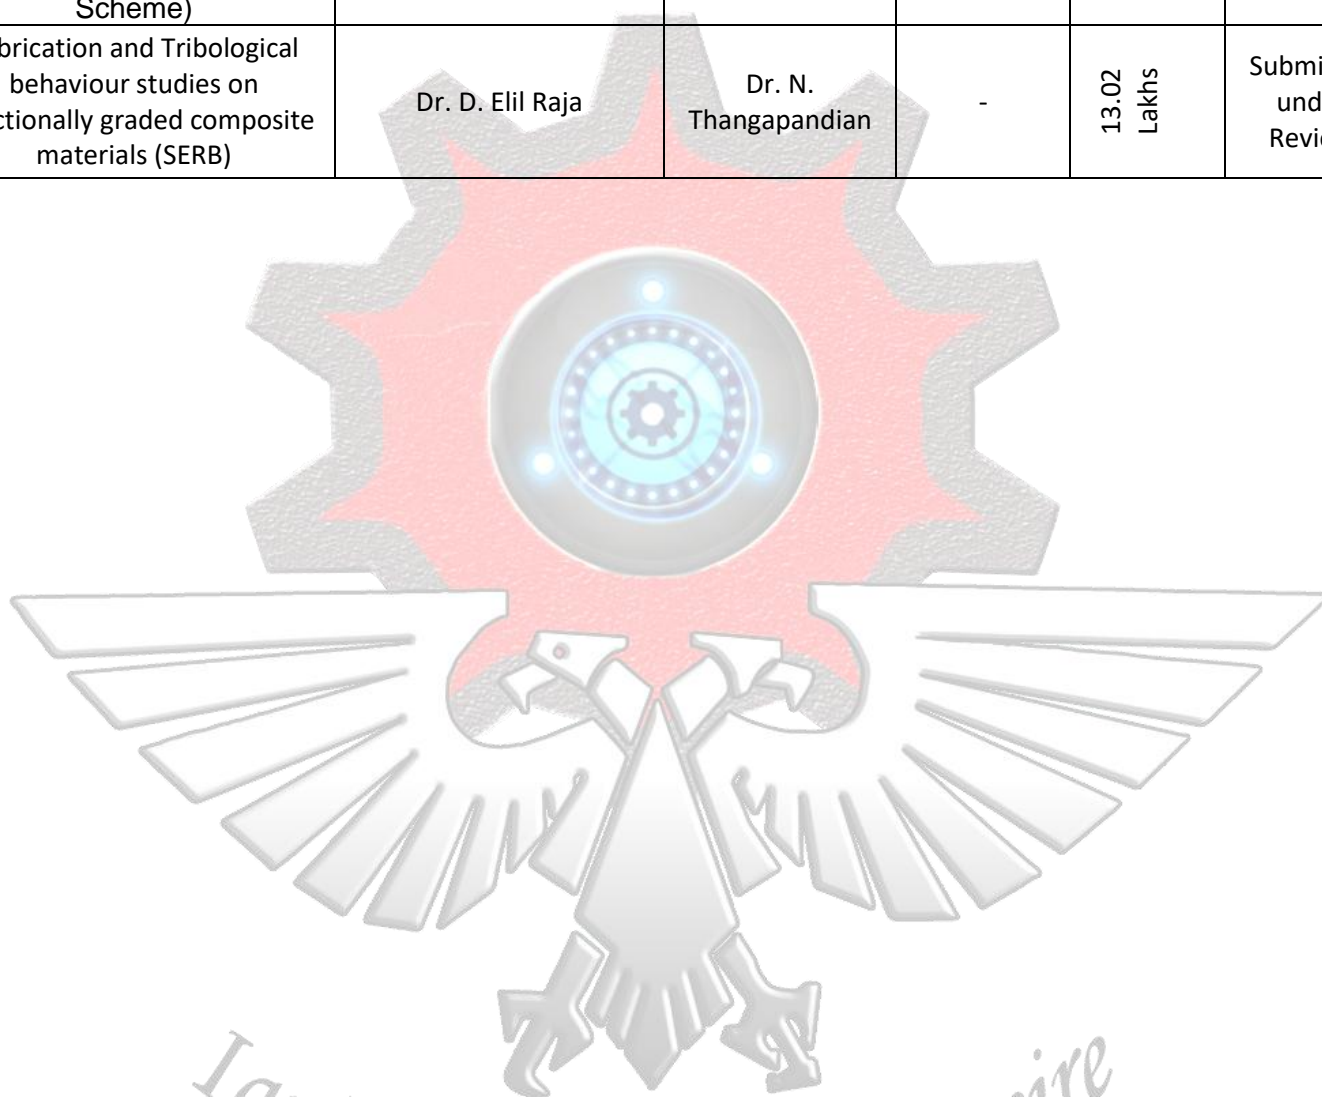 Scheme)
brication and Tribological
behaviour studies on
ctionally graded composite
materials (SERB)
Dr. D. Elil Raja
Dr. N.
Thangapandian
-
13.02
Lakhs
Submi
und
Revi